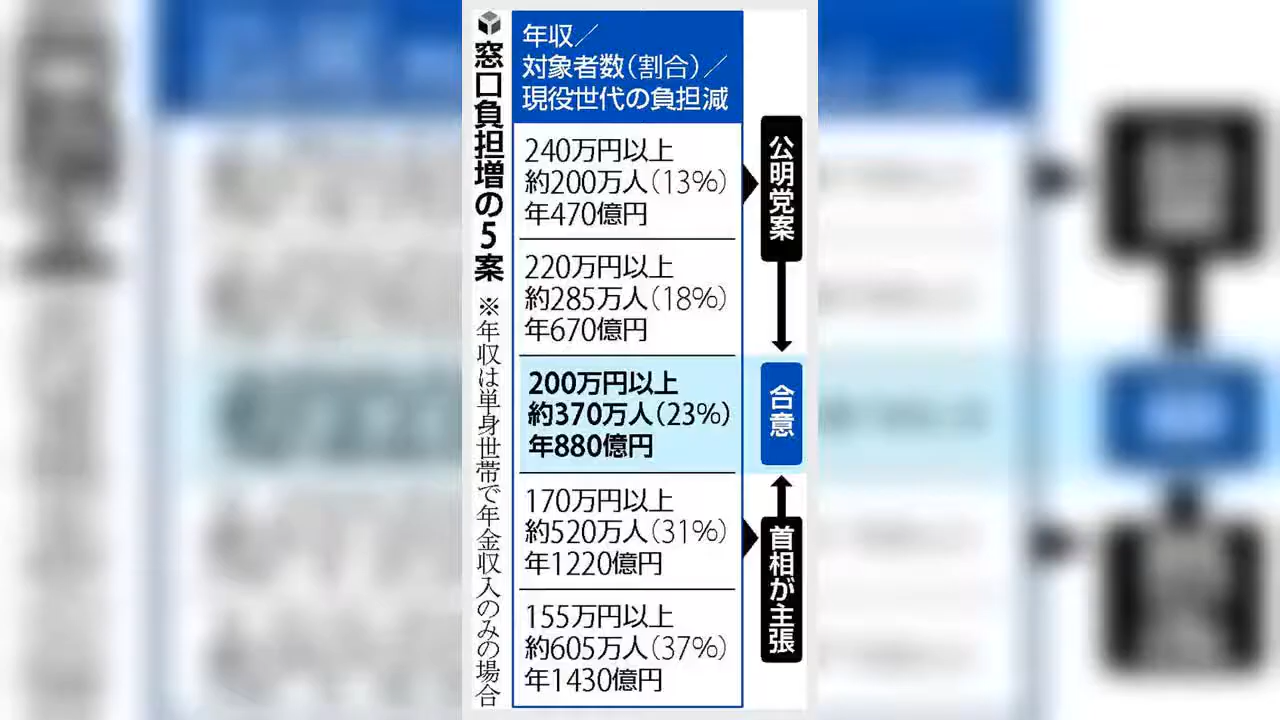 窓口負担増の5案 ※年収は単身世帯で年金収入のみの場合
年収／
対象者数（割合）／
現役世代の負担減
240万円以上
約200万人（13%）
年470億円
公明党案
220万円以上
約285万人（18%）
年670億円
200万円以上
約370万人（23%）
年880億円
合意
170万円以上
約520万人（31%）
年1220億円
首相が主張
155万円以上
約605万人（37%）
年1430億円